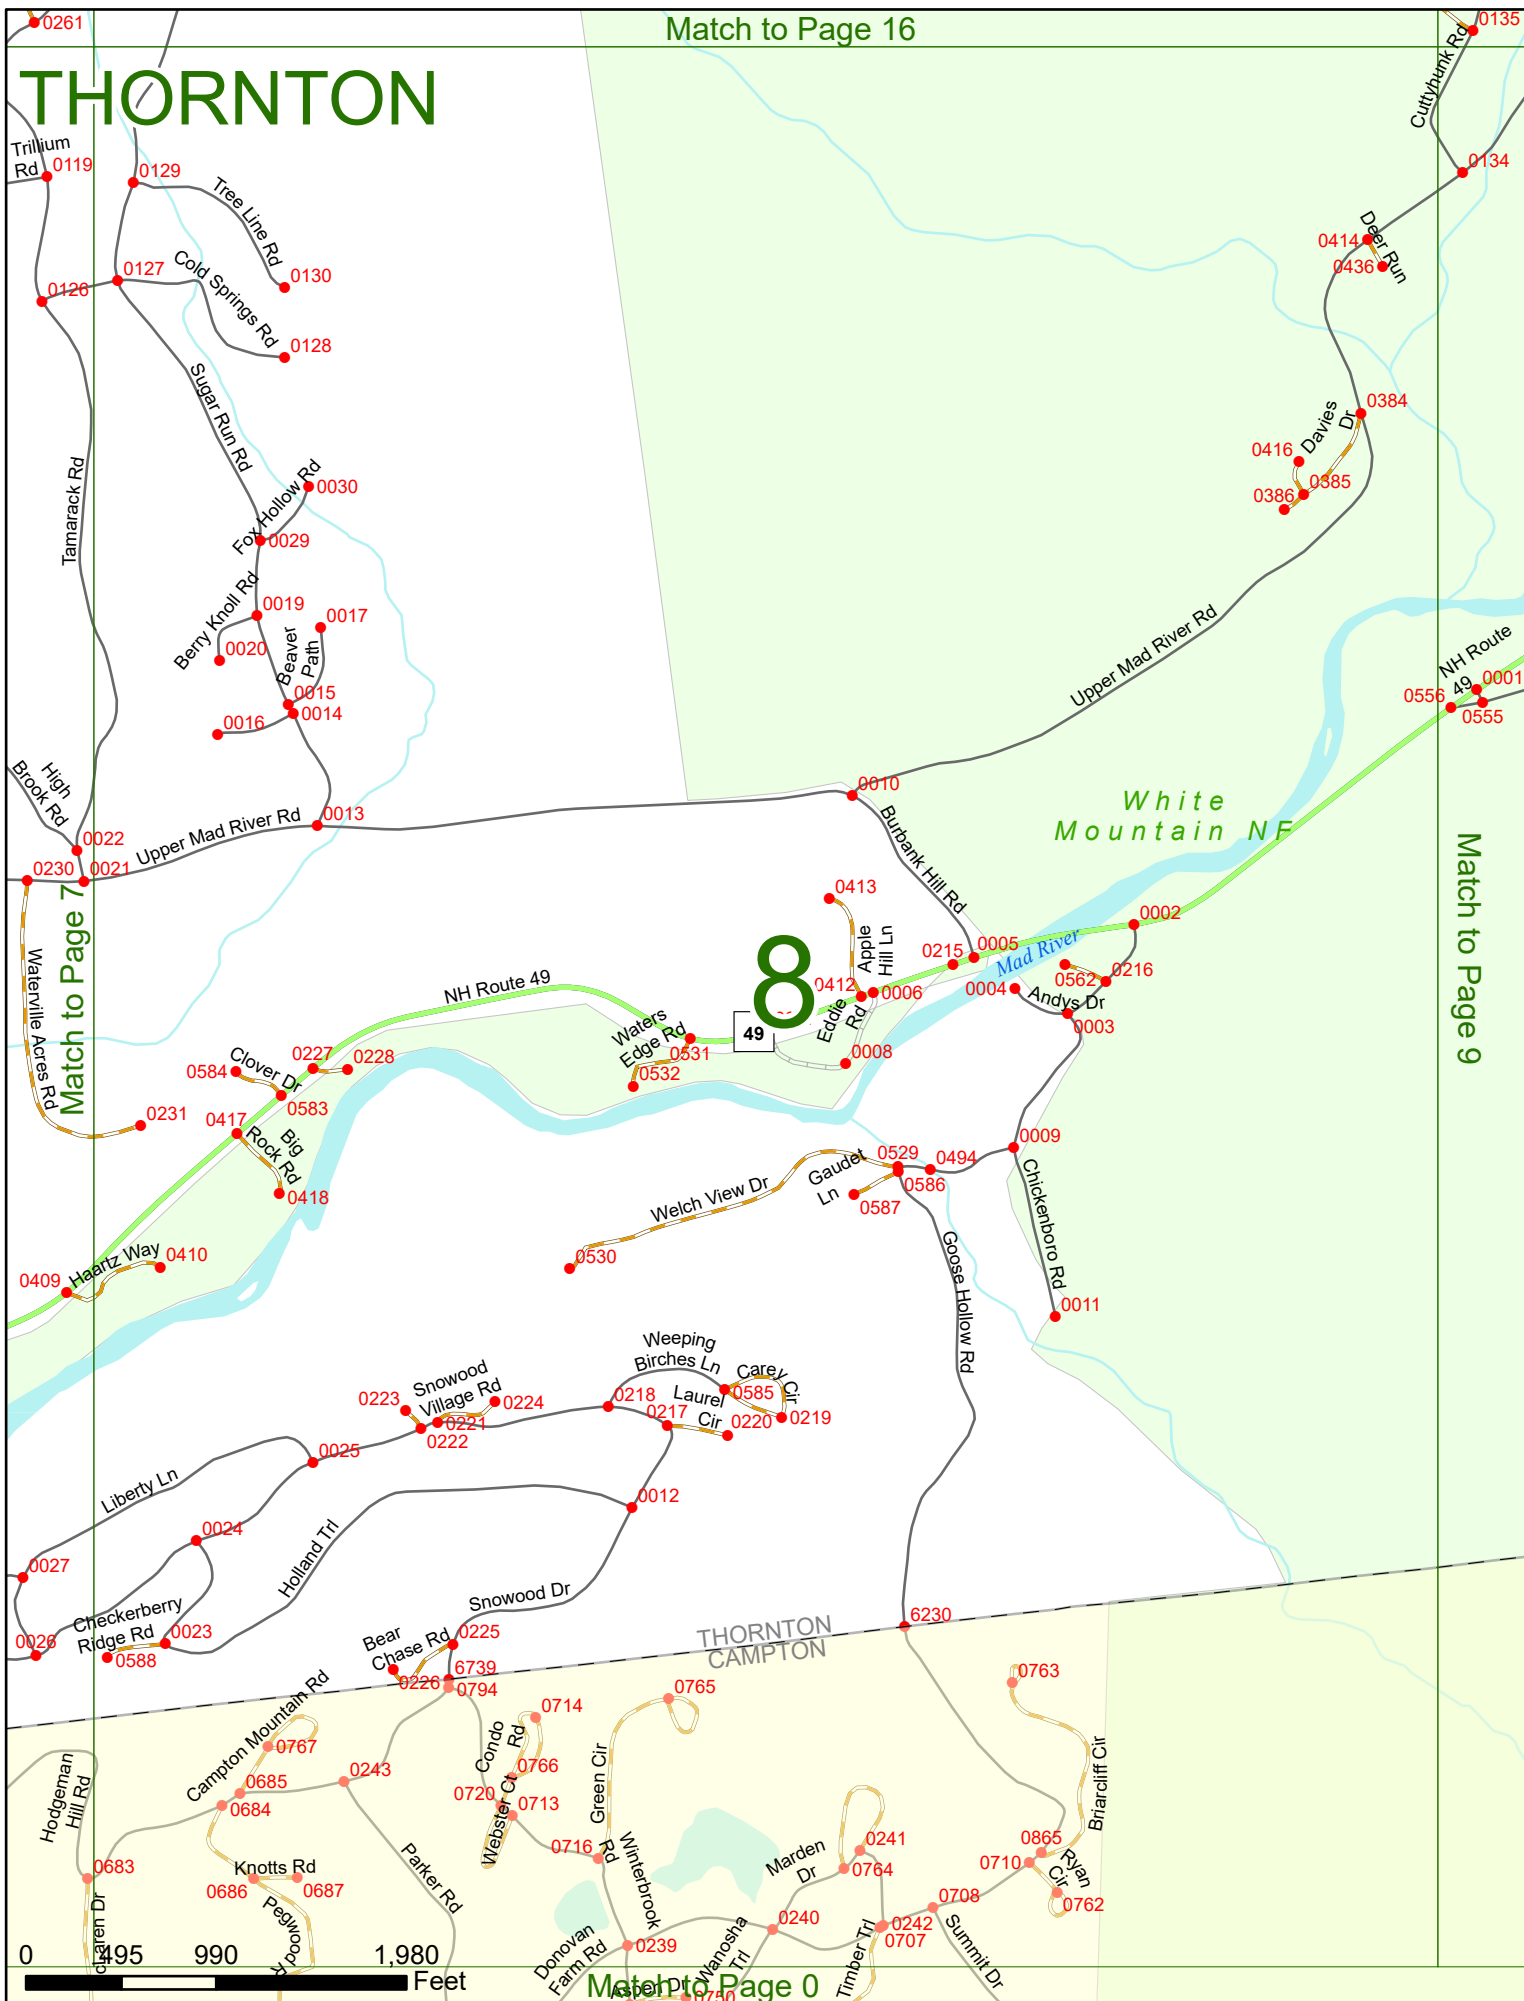 0261
Match to Page 16
0135
THORNTON
Cuttyhunk Rd
Trillium
Rd
0119
0129
0134
Tree Line Rd
Deer Run
0414
0436
0130
Cold Springs Rd
0127
0126
0128
Sugar Run Rd
0384
Davies
Dr
0416
0385
0386
Tamarack Rd
Fox Hollow Rd
0030
0029
Berry Knoll Rd
0019
0017
0020
Beaver
Path
Upper Mad River Rd
NH Route
49
0001
0556
0555
0015
0014
0016
High
Brook Rd
0010
White
Mountain NF
0013
Upper Mad River Rd
Burbank Hill Rd
0022
0021
0230
Match to Page 7
Match to Page 9
0413
0002
Apple
Hill Ln
0005
0215
Mad River
Waterville Acres Rd
NH Route 49
8
0412
0006
0562
0216
0004
Andys Dr
0003
Eddie
Rd
49
Waters
Edge Rd
0531
0532
0008
Clover Dr
0584
0227
0228
0583
0231
0417
Big
Rock Rd
0418
0009
0529
0494
0586
Gaudet
Ln
0587
Welch View Dr
Chickenboro Rd
0530
Goose Hollow Rd
0409
Haartz Way
0410
0011
Weeping
Birches Ln
Carey Cir
0585
0219
Laurel
Cir
0220
0217
0218
Snowood
Village Rd
0223
0224
0221
0222
0025
Liberty Ln
0012
0024
Holland Trl
0027
Snowood Dr
Checkerberry
Ridge Rd
0023
0588
0026
6230
THORNTON
CAMPTON
Bear
Chase Rd
0225
0226
6739
0794
0763
0765
0714
Campton Mountain Rd
0767
Condo
Rd
0766
Green Cir
Rd
Briarcliff Cir
Hodgeman
Hill Rd
0685
0684
0243
0720
0713
Webster Ct
0716
Winterbrook
0241
Marden
Dr
0764
0865
0710
Ryan
Cir
0762
0683
Knotts Rd
0686
0687
Parker Rd
Pegwood R
claren Dr
0708
0240
0242
0707
Timber Trl
Summit Dr
0239
Donovan
Farm Rd
Wanosha
Trl
0 495 990 1,980
Feet
Match to Page 0
Aspen Dr
0750